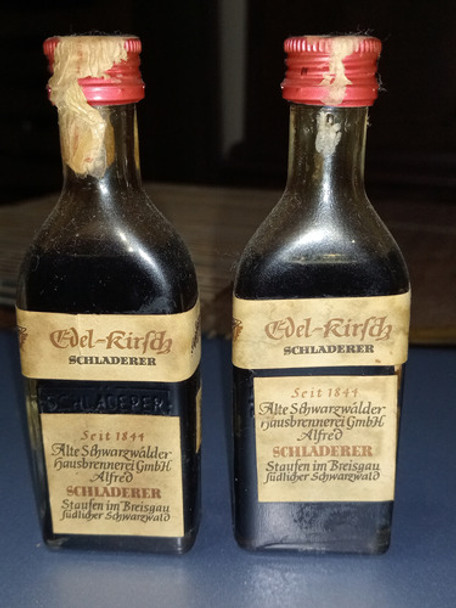 Edel-Kirsch
SCHLADERER
SCHLADERER
Seit 1844
Alte Schwarzwälder
Hausbrennerei GmbH
Alfred
SCHLADERER
Staufen im Breisgau
südlicher Schwarzwald
Edel-Kirsch
SCHLADERER
Seit 1844
Alte Schwarzwälder
Hausbrennerei GmbH
Alfred
SCHLADERER
Staufen im Breisgau
südlicher Schwarzwald